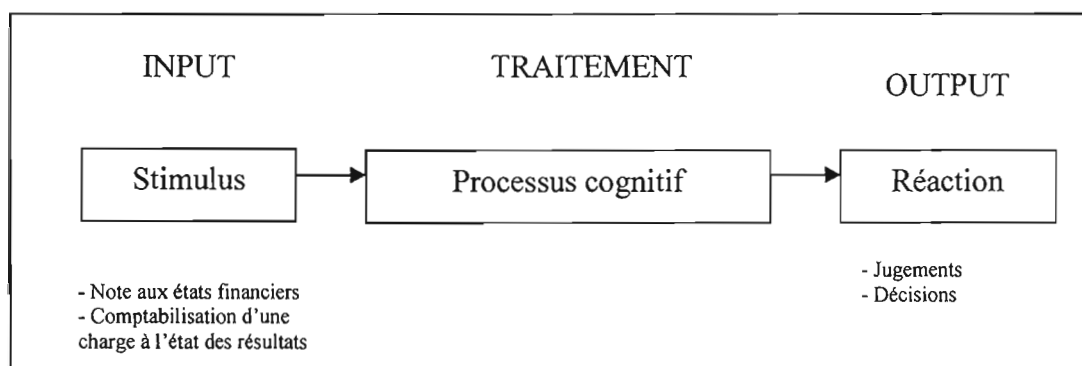 INPUT
TRAITEMENT
OUTPUT
Stimulus
Processus cognitif
Réaction
- Note aux états financiers
- Comptabilisation d'une
charge à l'état des résultats
- Jugements
- Décisions